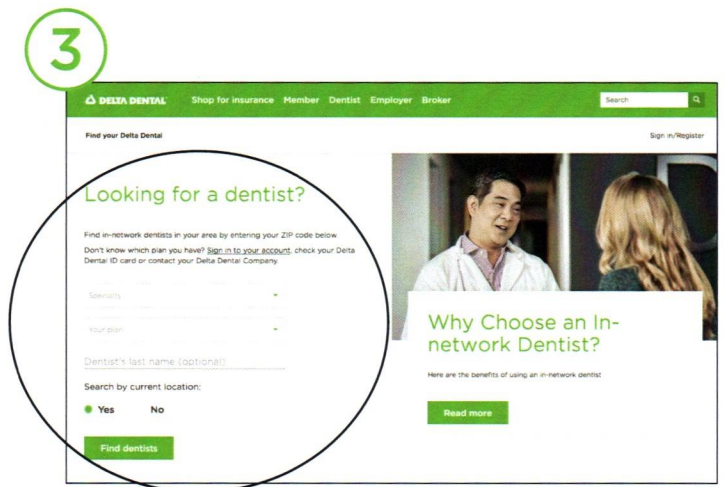 3
DELTA DENTAL Shop for insurance Member Dentist Employer Broker Search
Find your Delta Dental Sign in/Register
Looking for a dentist?
Find in-network dentists in your area by entering your ZIP code below
Don't know which plan you have? Sign in to your account, check your Delta
Dental ID card or contact your Delta Dental Company.
Specialty
Your plan
Dentist's last name (optional)
Search by current location:
Yes No
Find dentists
Why Choose an In-
network Dentist?
Here are the benefits of using an in-network dentist
Read more